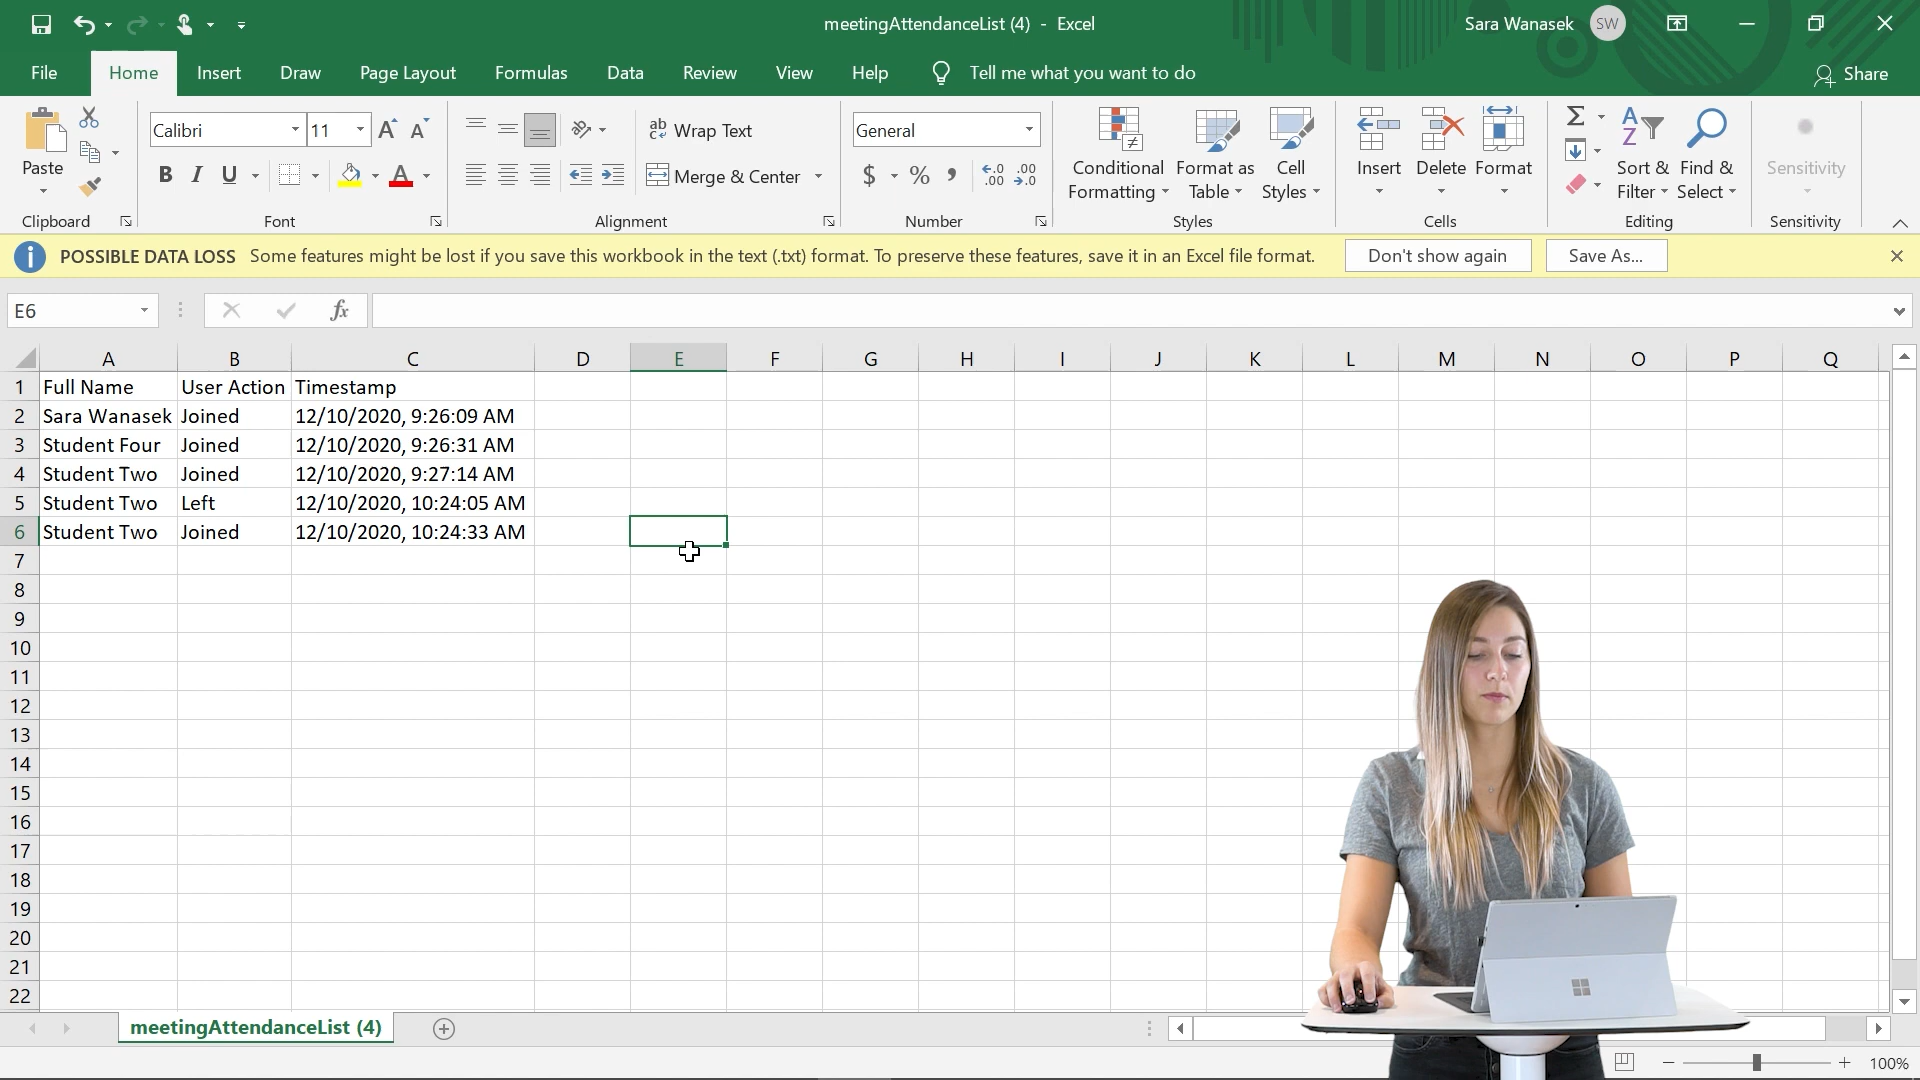 meetingAttendanceList (4) - Excel
Sara Wanasek SW
File Home Insert Draw Page Layout Formulas Data Review View Help Tell me what you want to do Share
Calibri 11
ab Wrap Text
General
Paste
B I U A
Merge & Center
$ % ,
Conditional Formatting
Format as Table
Cell Styles
Insert Delete Format
Sort & Filter
Find & Select
Sensitivity
Clipboard Font Alignment Number Styles Cells Editing Sensitivity
POSSIBLE DATA LOSS Some features might be lost if you save this workbook in the text (.txt) format. To preserve these features, save it in an Excel file format. Don't show again Save As...
E6 fx
A B C D E F G H I J K L M N O P Q
1 Full Name User Action Timestamp
2 Sara Wanasek Joined 12/10/2020, 9:26:09 AM
3 Student Four Joined 12/10/2020, 9:26:31 AM
4 Student Two Joined 12/10/2020, 9:27:14 AM
5 Student Two Left 12/10/2020, 10:24:05 AM
6 Student Two Joined 12/10/2020, 10:24:33 AM
7
8
9
10
11
12
13
14
15
16
17
18
19
20
21
22
meetingAttendanceList (4)
100%